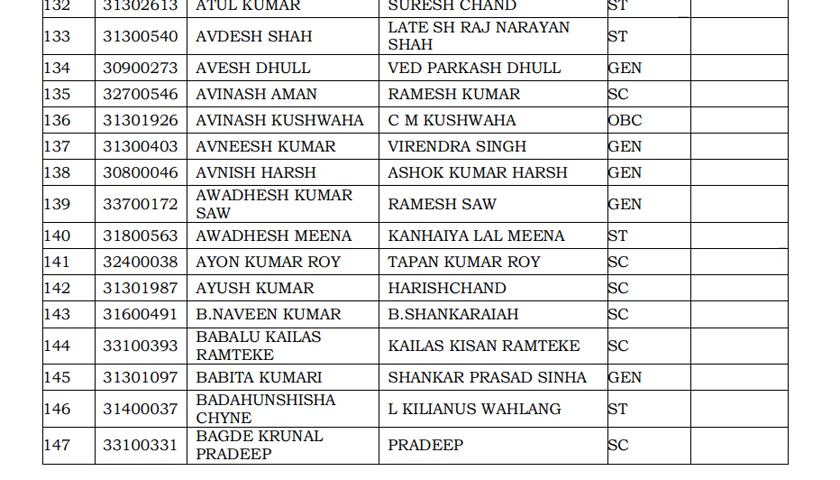 132 31302613 ATUL KUMAR SURESH CHAND ST
133 31300540 AVDESH SHAH LATE SH RAJ NARAYAN
SHAH ST
134 30900273 AVESH DHULL VED PARKASH DHULL GEN
135 32700546 AVINASH AMAN RAMESH KUMAR SC
136 31301926 AVINASH KUSHWAHA C M KUSHWAHA OBC
137 31300403 AVNEESH KUMAR VIRENDRA SINGH GEN
138 30800046 AVNISH HARSH ASHOK KUMAR HARSH GEN
139 33700172 AWADHESH KUMAR
SAW RAMESH SAW GEN
140 31800563 AWADHESH MEENA KANHAIYA LAL MEENA ST
141 32400038 AYON KUMAR ROY TAPAN KUMAR ROY SC
142 31301987 AYUSH KUMAR HARISHCHAND SC
143 31600491 B.NAVEEN KUMAR B.SHANKARAIAH SC
144 33100393 BABALU KAILAS
RAMTEKE KAILAS KISAN RAMTEKE SC
145 31301097 BABITA KUMARI SHANKAR PRASAD SINHA GEN
146 31400037 BADAHUNSHISHA
CHYNE L KILIANUS WAHLANG ST
147 33100331 BAGDE KRUNAL
PRADEEP PRADEEP SC